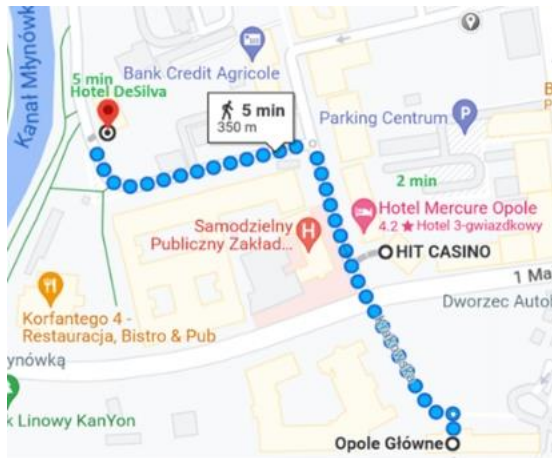 Kanał Młynówka
5 min
Hotel DeSilva
Bank Credit Agricole
5 min
350 m
Parking Centrum
P
2 min
Hotel Mercure Opole
4.2 ★ Hotel 3-gwiazdkowy
Samodzielny
Publiczny Zakład...
H
HIT CASINO
1 Ma
Dworzec Autob
Korfantego 4 -
Restauracja, Bistro & Pub
ynówką
k Linowy KanYon
Opole Główne